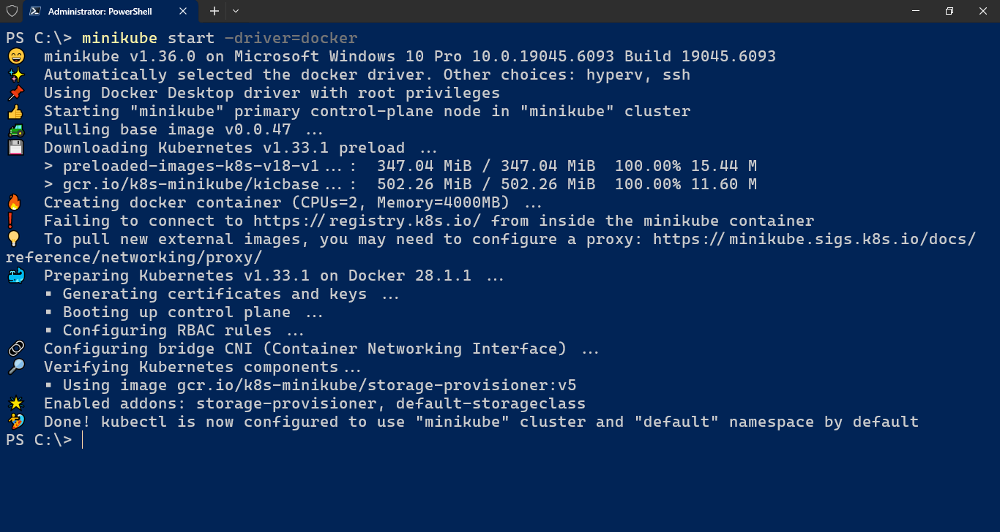 Administrator: PowerShell
PS C:\> minikube start -driver=docker
😄 minikube v1.36.0 on Microsoft Windows 10 Pro 10.0.19045.6093 Build 19045.6093
✨ Automatically selected the docker driver. Other choices: hyperv, ssh
📌 Using Docker Desktop driver with root privileges
👍 Starting "minikube" primary control-plane node in "minikube" cluster
🚜 Pulling base image v0.0.47 ...
💾 Downloading Kubernetes v1.33.1 preload ...
> preloaded-images-k8s-v18-v1...: 347.04 MiB / 347.04 MiB 100.00% 15.44 M
> gcr.io/k8s-minikube/kicbase...: 502.26 MiB / 502.26 MiB 100.00% 11.60 M
🔥 Creating docker container (CPUs=2, Memory=4000MB) ...
❗ Failing to connect to https://registry.k8s.io/ from inside the minikube container
💡 To pull new external images, you may need to configure a proxy: https://minikube.sigs.k8s.io/docs/
reference/networking/proxy/
🐳 Preparing Kubernetes v1.33.1 on Docker 28.1.1 ...
▪ Generating certificates and keys ...
▪ Booting up control plane ...
▪ Configuring RBAC rules ...
🔗 Configuring bridge CNI (Container Networking Interface) ...
🔎 Verifying Kubernetes components...
▪ Using image gcr.io/k8s-minikube/storage-provisioner:v5
🌟 Enabled addons: storage-provisioner, default-storageclass
🏄 Done! kubectl is now configured to use "minikube" cluster and "default" namespace by default
PS C:\>